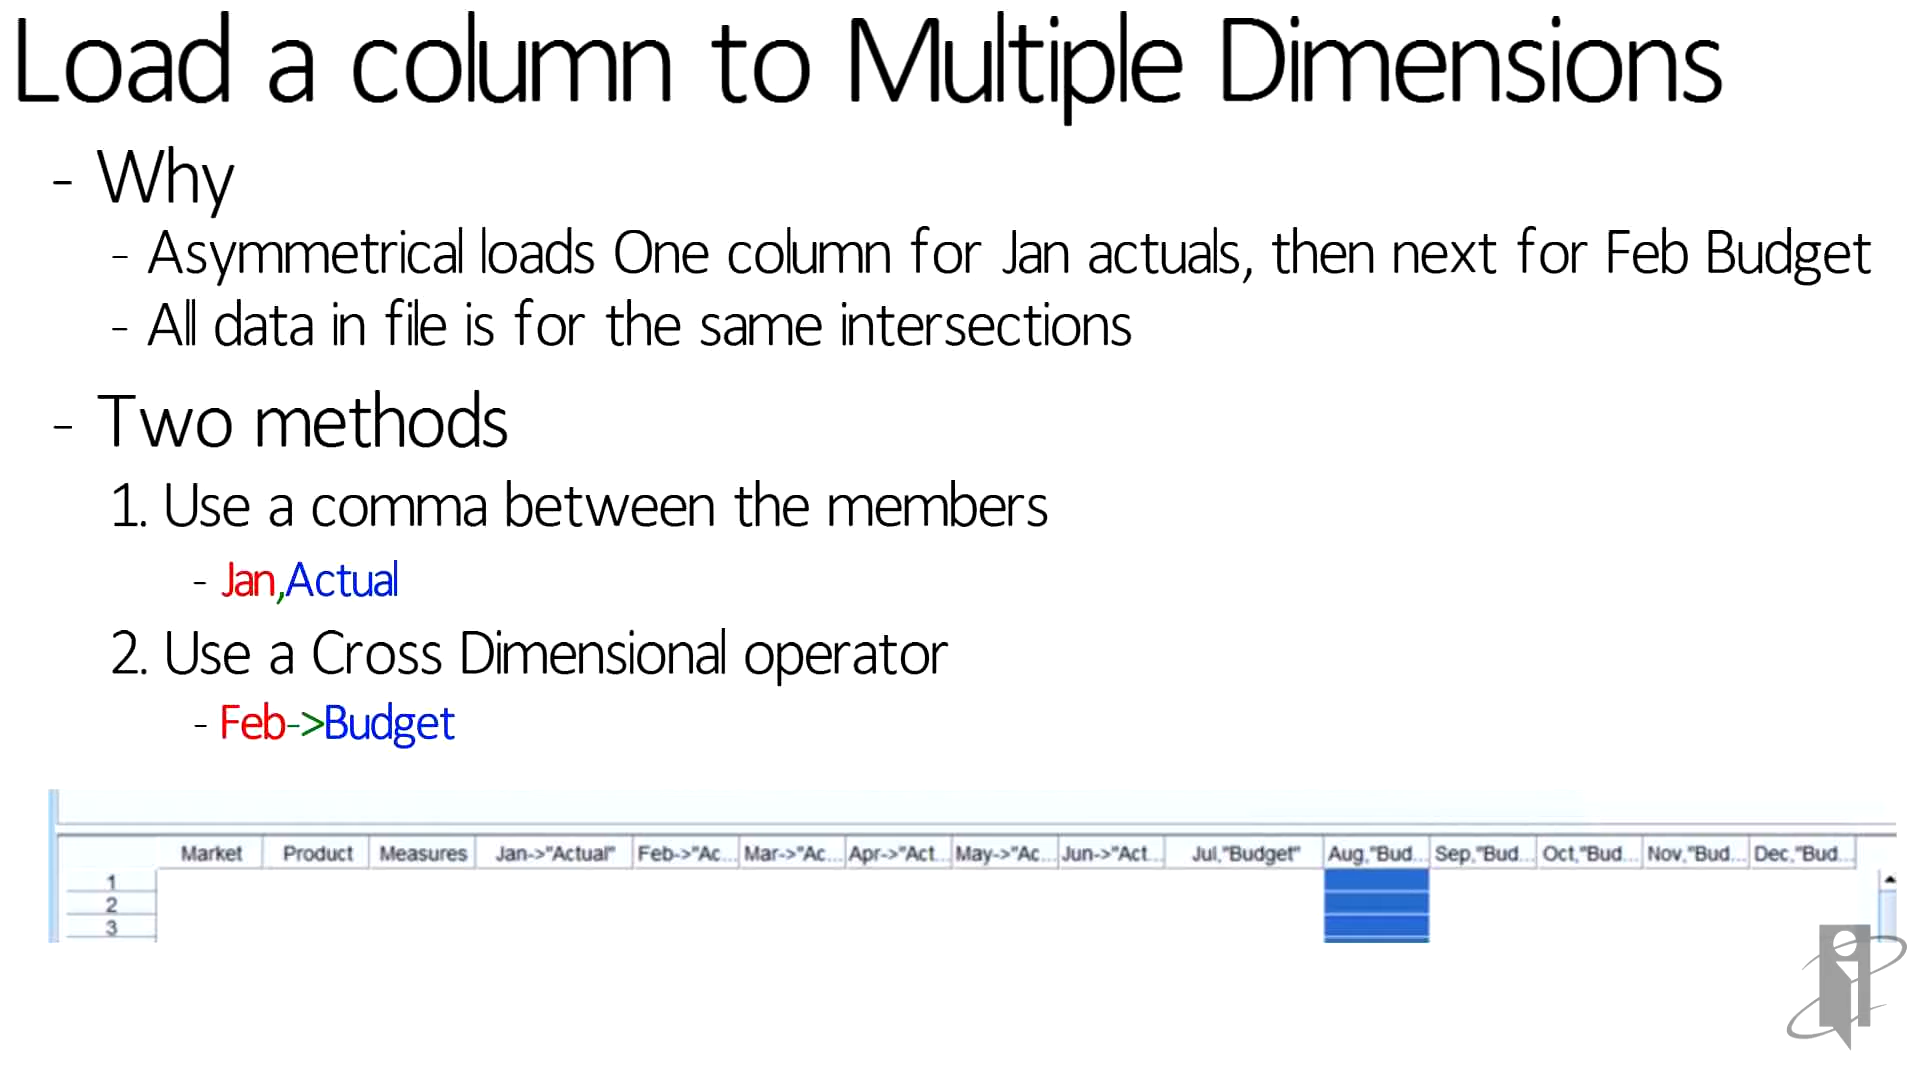 Load a column to Multiple Dimensions
- Why
- Asymmetrical loads One column for Jan actuals, then next for Feb Budget
- All data in file is for the same intersections
- Two methods
1. Use a comma between the members
- Jan,Actual
2. Use a Cross Dimensional operator
- Feb->Budget
Market Product Measures Jan->"Actual" Feb->"Ac... Mar->"Ac... Apr->"Act... May->"Ac... Jun->"Act... Jul,"Budget" Aug,"Bud... Sep,"Bud... Oct,"Bud... Nov,"Bud... Dec,"Bud...
1
2
3